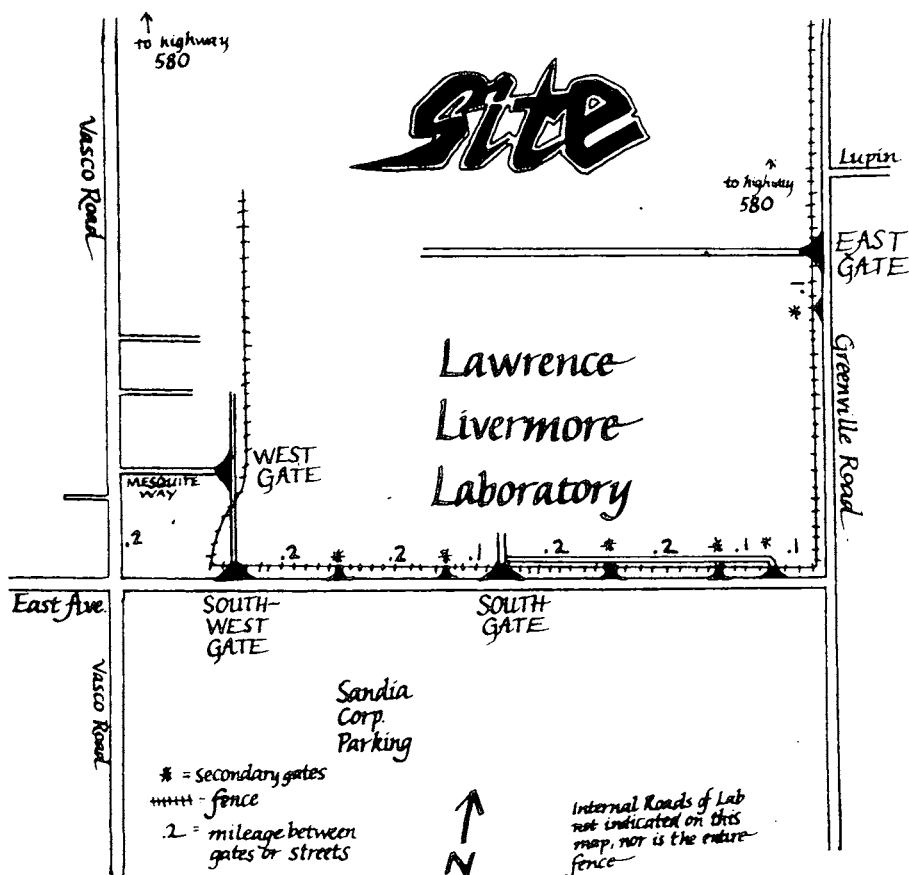 to highway
580
Site
Vasco Road
Lupin
to highway
580
EAST
GATE
.1
*
Greenville Road
Lawrence
Livermore
Laboratory
WEST
GATE
MESQUITE
WAY
.2
.2 * .2 * .1 .2 * .2 * .1 * .1
East Ave.
SOUTH-
WEST
GATE
SOUTH
GATE
Vasco Road
Sandia
Corp.
Parking
* = secondary gates
- fence
.2 = mileage between
gates or streets
N
Internal Roads of Lab
not indicated on this
map, nor is the entire
fence